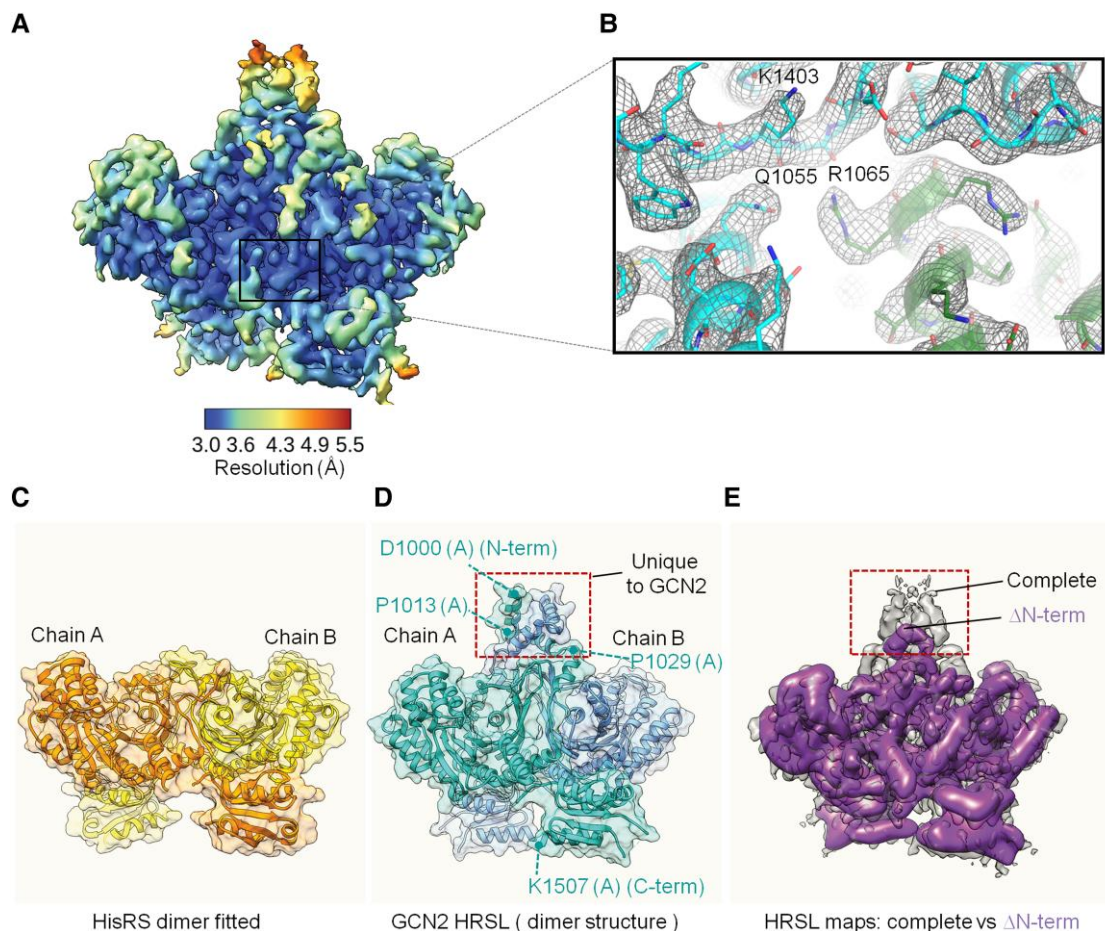 A
B
K1403
Q1055 R1065
3.0 3.6 4.3 4.9 5.5
Resolution (Å)
C
D
E
D1000 (A) (N-term)
Unique
to GCN2
P1013 (A)
Chain A
Chain B
Chain A
Chain B
P1029 (A)
K1507 (A) (C-term)
Complete
ΔN-term
HisRS dimer fitted
GCN2 HRSL ( dimer structure )
HRSL maps: complete vs ΔN-term